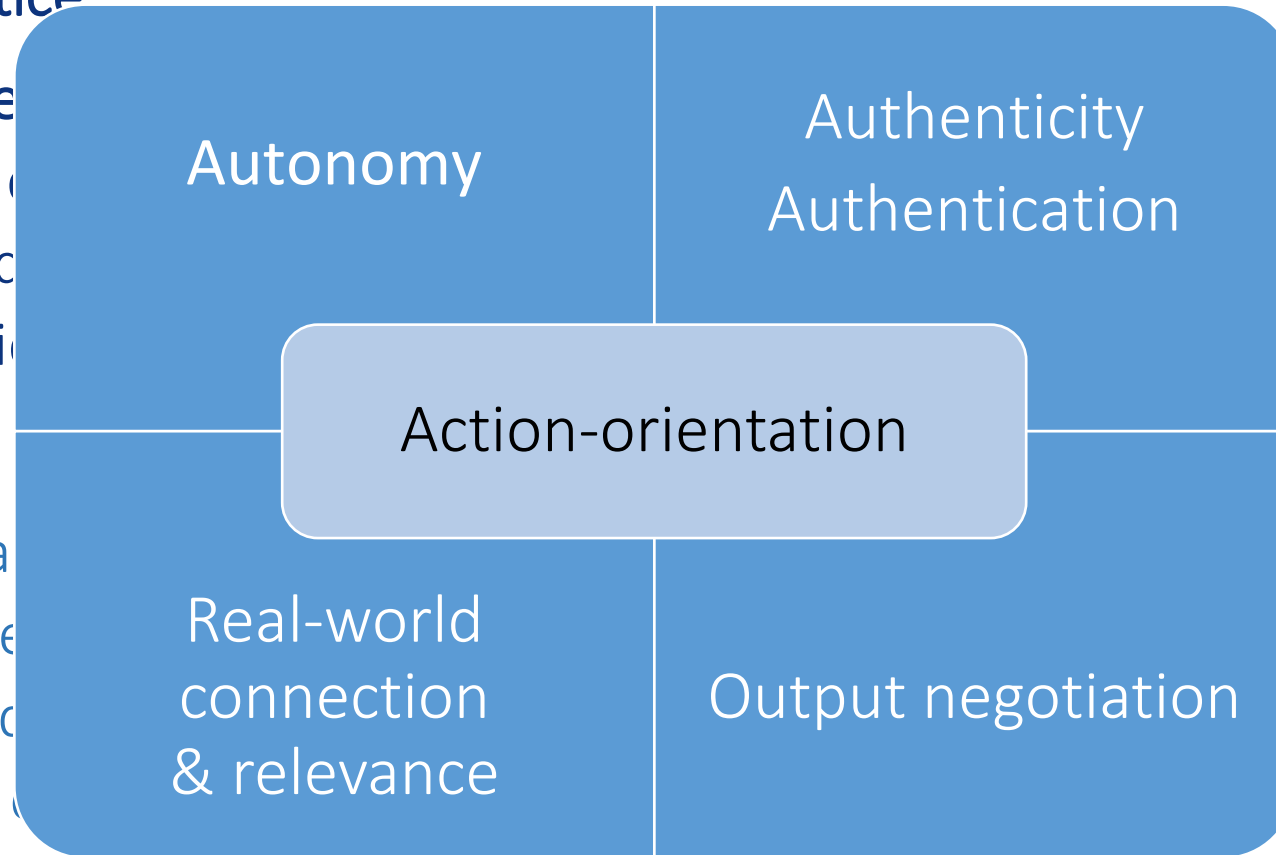 Autonomy
Authenticity
Authentication
Action-orientation
Real-world
connection
& relevance
Output negotiation